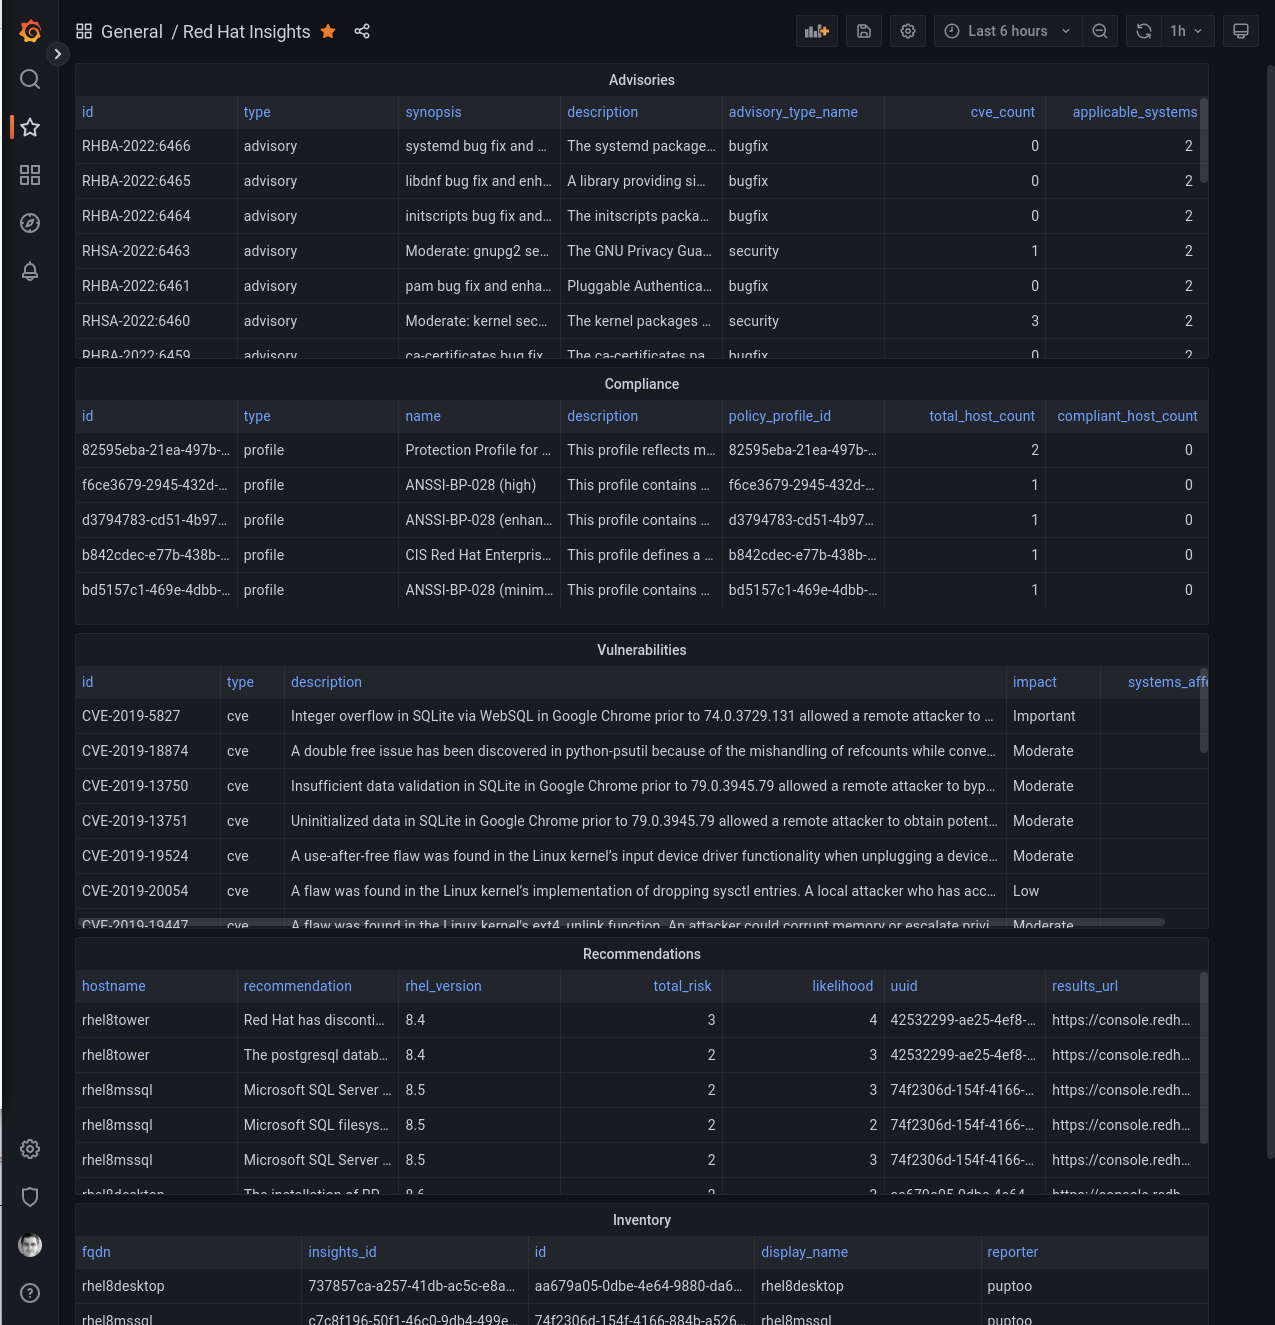 General / Red Hat Insights
Last 6 hours
1h
Advisories
id type synopsis description advisory_type_name cve_count applicable_systems
RHBA-2022:6466 advisory systemd bug fix and … The systemd package… bugfix 0 2
RHBA-2022:6465 advisory libdnf bug fix and enh… A library providing si… bugfix 0 2
RHBA-2022:6464 advisory initscripts bug fix and… The initscripts packa… bugfix 0 2
RHSA-2022:6463 advisory Moderate: gnupg2 se… The GNU Privacy Gua… security 1 2
RHBA-2022:6461 advisory pam bug fix and enha… Pluggable Authentica… bugfix 0 2
RHSA-2022:6460 advisory Moderate: kernel sec… The kernel packages … security 3 2
RHBA-2022:6459 advisory ca-certificates bug fix The ca-certificates pa bugfix 0 2
Compliance
id type name description policy_profile_id total_host_count compliant_host_count
82595eba-21ea-497b-… profile Protection Profile for … This profile reflects m… 82595eba-21ea-497b-… 2 0
f6ce3679-2945-432d-… profile ANSSI-BP-028 (high) This profile contains … f6ce3679-2945-432d-… 1 0
d3794783-cd51-4b97… profile ANSSI-BP-028 (enhan… This profile contains … d3794783-cd51-4b97… 1 0
b842cdec-e77b-438b-… profile CIS Red Hat Enterpris… This profile defines a … b842cdec-e77b-438b-… 1 0
bd5157c1-469e-4dbb-… profile ANSSI-BP-028 (minim… This profile contains … bd5157c1-469e-4dbb-… 1 0
Vulnerabilities
id type description impact systems_affe
CVE-2019-5827 cve Integer overflow in SQLite via WebSQL in Google Chrome prior to 74.0.3729.131 allowed a remote attacker to … Important
CVE-2019-18874 cve A double free issue has been discovered in python-psutil because of the mishandling of refcounts while conve… Moderate
CVE-2019-13750 cve Insufficient data validation in SQLite in Google Chrome prior to 79.0.3945.79 allowed a remote attacker to byp… Moderate
CVE-2019-13751 cve Uninitialized data in SQLite in Google Chrome prior to 79.0.3945.79 allowed a remote attacker to obtain potent… Moderate
CVE-2019-19524 cve A use-after-free flaw was found in the Linux kernel’s input device driver functionality when unplugging a device… Moderate
CVE-2019-20054 cve A flaw was found in the Linux kernel’s implementation of dropping sysctl entries. A local attacker who has acc… Low
CVE-2019-19447 cve A flaw was found in the Linux kernel's ext4_unlink function. An attacker could corrupt memory or escalate privi Moderate
Recommendations
hostname recommendation rhel_version total_risk likelihood uuid results_url
rhel8tower Red Hat has disconti… 8.4 3 4 42532299-ae25-4ef8-… https://console.redh…
rhel8tower The postgresql datab… 8.4 2 3 42532299-ae25-4ef8-… https://console.redh…
rhel8mssql Microsoft SQL Server … 8.5 2 3 74f2306d-154f-4166-… https://console.redh…
rhel8mssql Microsoft SQL filesys… 8.5 2 2 74f2306d-154f-4166-… https://console.redh…
rhel8mssql Microsoft SQL Server … 8.5 2 3 74f2306d-154f-4166-… https://console.redh…
rhel8desktop The installation of 8.6 aa679a05-0dbe-4e64 https://console.redh
Inventory
fqdn insights_id id display_name reporter
rhel8desktop 737857ca-a257-41db-ac5c-e8a… aa679a05-0dbe-4e64-9880-da6… rhel8desktop puptoo
rhel8mssql c7c8f196-50f1-46c0-9db4-499e… 74f2306d-154f-4166-884b-a526… rhel8mssql puptoo